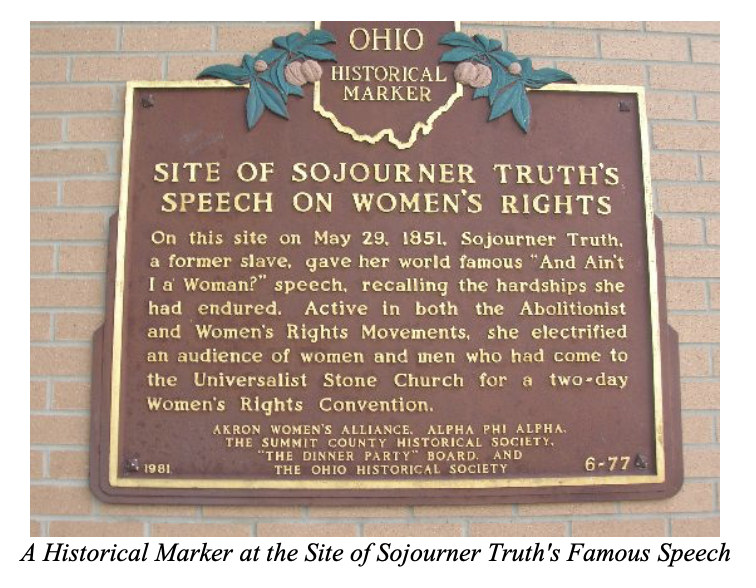 OHIO
HISTORICAL
MARKER
SITE OF SOJOURNER TRUTH'S
SPEECH ON WOMEN'S RIGHTS
On this site on May 29, 1851, Sojourner Truth,
a former slave, gave her world famous "And Ain't
I a Woman?" speech, recalling the hardships she
had endured. Active in both the Abolitionist
and Women's Rights Movements, she electrified
an audience of women and men who had come to
the Universalist Stone Church for a two-day
Women's Rights Convention.
AKRON WOMEN'S ALLIANCE, ALPHA PHI ALPHA,
THE SUMMIT COUNTY HISTORICAL SOCIETY,
"THE DINNER PARTY" BOARD, AND
THE OHIO HISTORICAL SOCIETY
1981
6-77
A Historical Marker at the Site of Sojourner Truth's Famous Speech